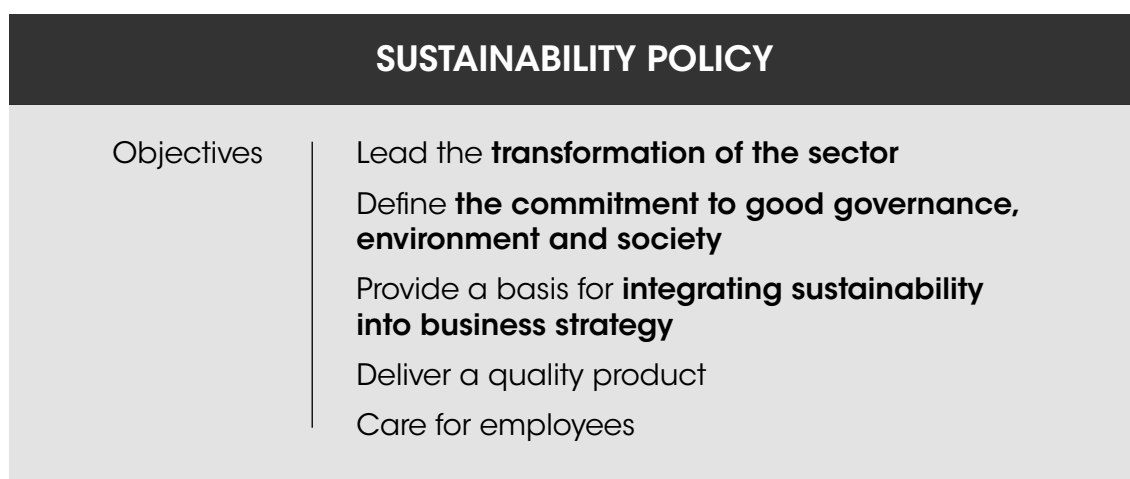 SUSTAINABILITY POLICY
Objectives
Lead the transformation of the sector
Define the commitment to good governance,
environment and society
Provide a basis for integrating sustainability
into business strategy
Deliver a quality product
Care for employees